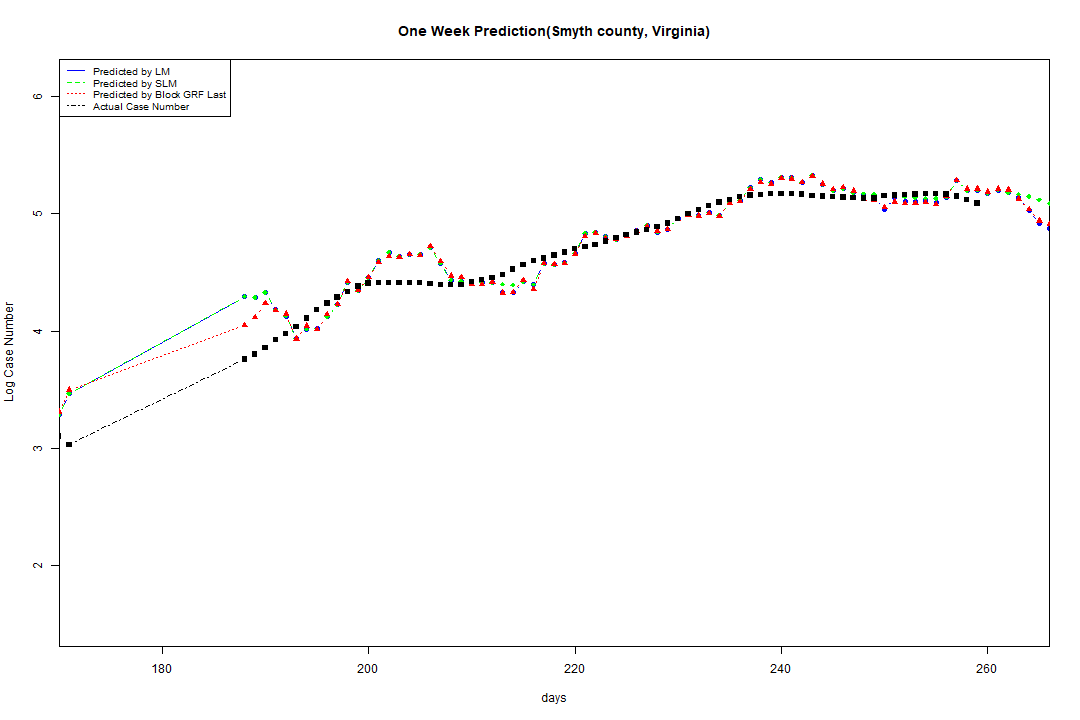 One Week Prediction(Smyth county, Virginia)
Predicted by LM
Predicted by SLM
Predicted by Block GRF Last
Actual Case Number
6
5
4
3
2
Log Case Number
180
200
220
240
260
days